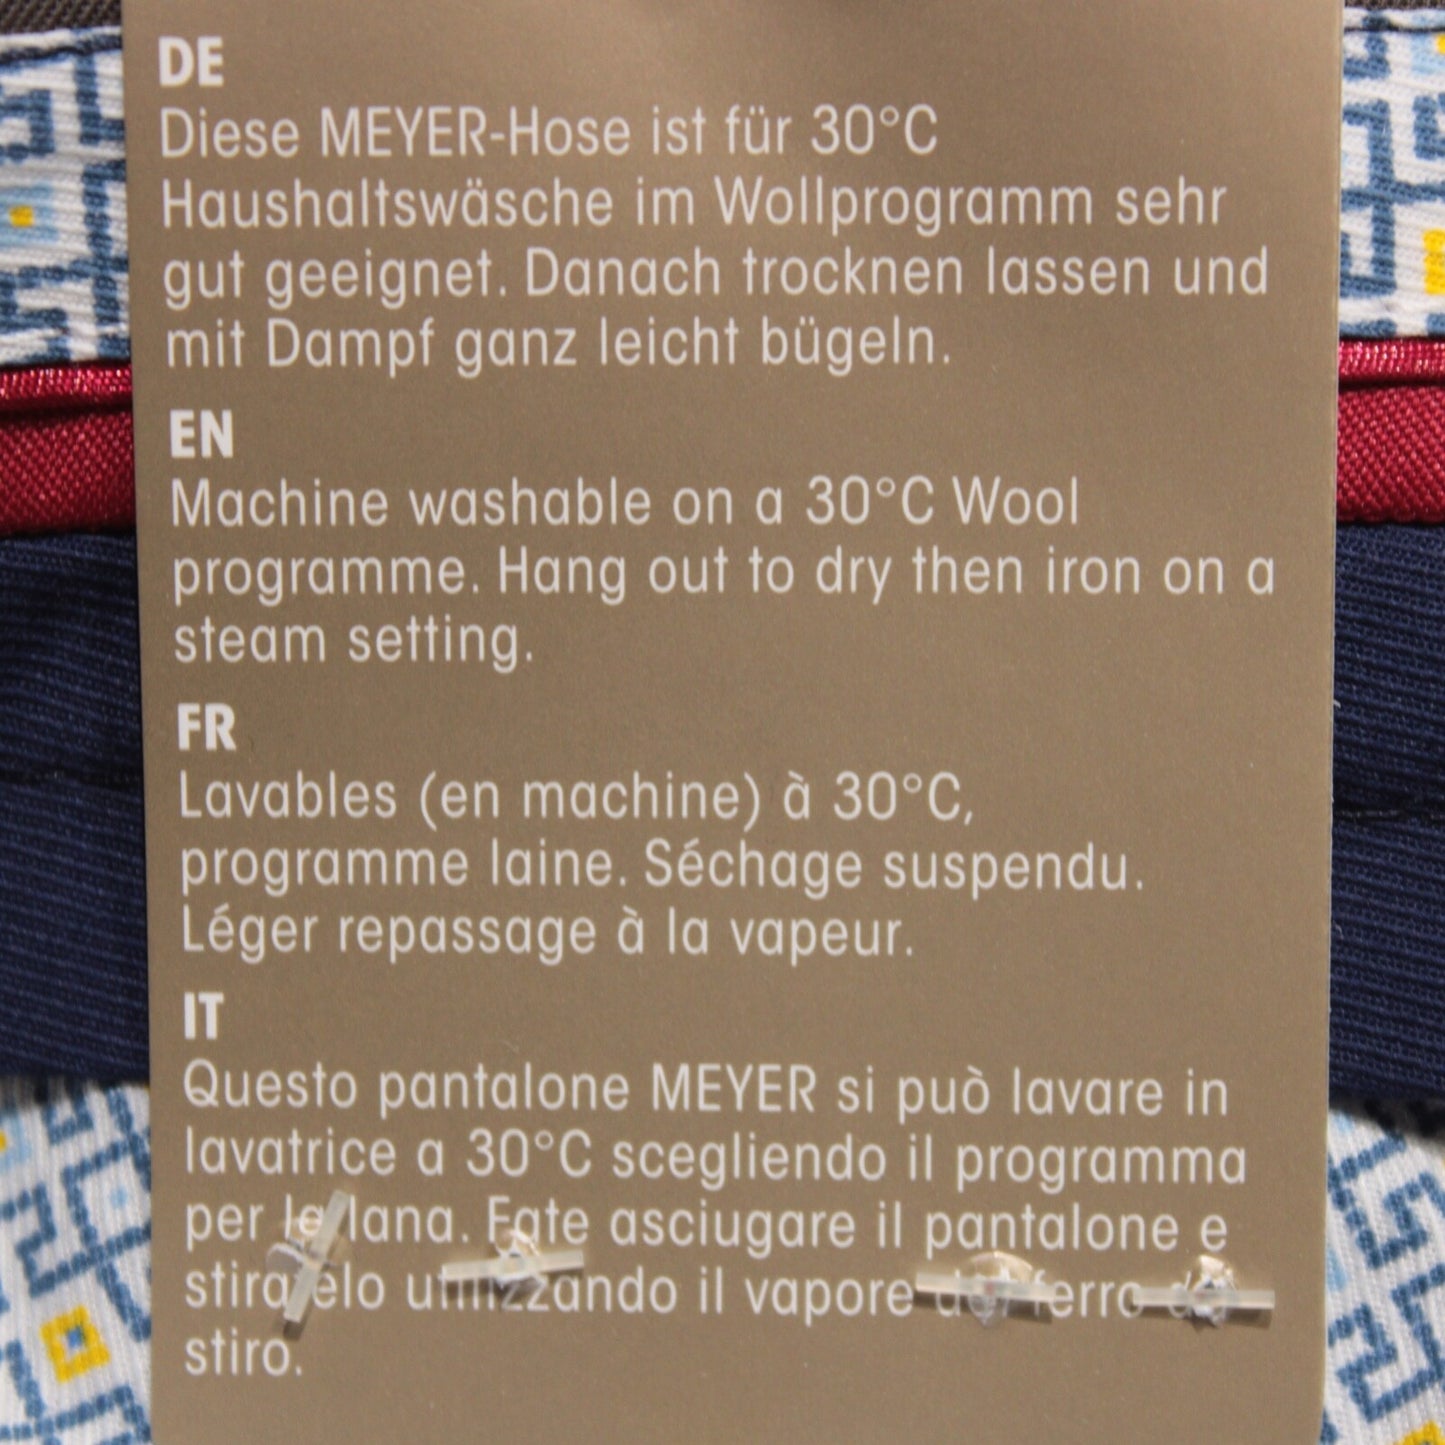 DE
Diese MEYER-Hose ist für 30°C
Haushaltswäsche im Wollprogramm sehr
gut geeignet. Danach trocknen lassen und
mit Dampf ganz leicht bügeln.
EN
Machine washable on a 30°C Wool
programme. Hang out to dry then iron on a
steam setting.
FR
Lavables (en machine) à 30°C,
programme laine. Séchage suspendu.
Léger repassage à la vapeur.
IT
Questo pantalone MEYER si può lavare in
lavatrice a 30°C scegliendo il programma
per la lana. Fate asciugare il pantalone e
il vapore ferro
stiro.